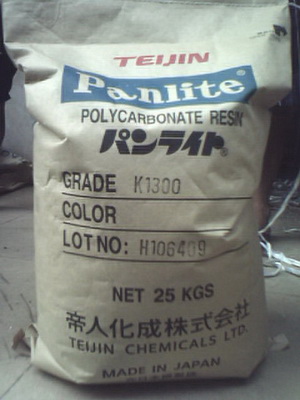 TEIJIN
Panlite®
POLYCARBONATE RESIN
パンライト®
GRADE K1300
COLOR
LOT NO: H106409
NET 25 KGS
帝人化成株式会社
TEIJIN CHEMICALS LTD.
MADE IN JAPAN